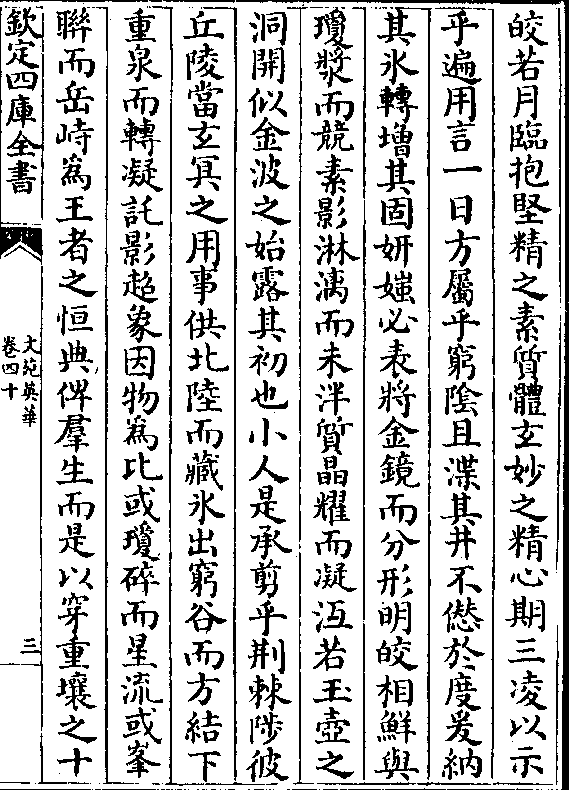 皎若月臨抱堅精之素質體玄妙之精心期三凌以示
乎遍用言一日方屬乎窮陰且渫其井不愆於度爰納
其氷轉增其固妍媸必表將金鏡而分形明皎相鮮與
瓊漿而競素影淋漓而未泮質晶耀而凝沍若玉壺之
洞開似金波之始露其初也小人是承剪乎荆棘陟彼
丘陵當玄冥之用事供北陸而藏氷出窮谷而方結下
重泉而轉凝託影超象因物為比或瓊碎而星流或峯
聯而岳峙為王者之恒典俾羣生而是以穿重壤之十
欽定四庫全書
文苑英華
卷四十
三